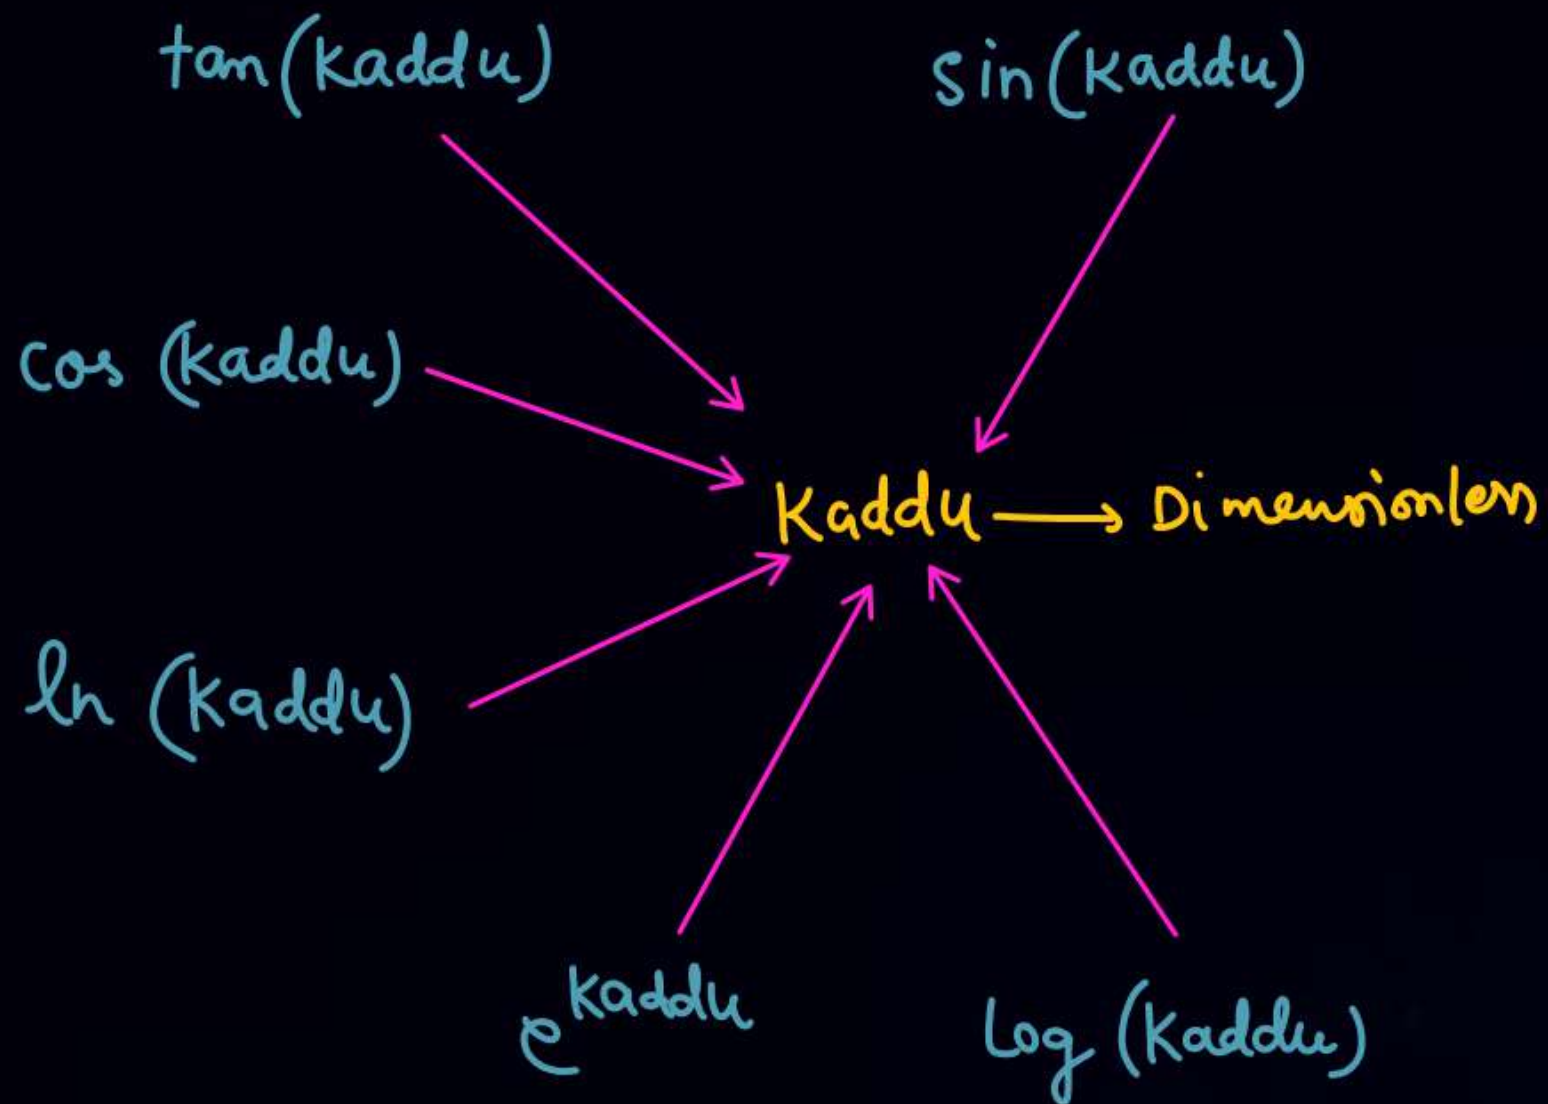 tan(kaddu)
sin(kaddu)
cos (kaddu)
Kaddu → Dimensionless
ln (kaddu)
e^kaddu
log (kaddu)